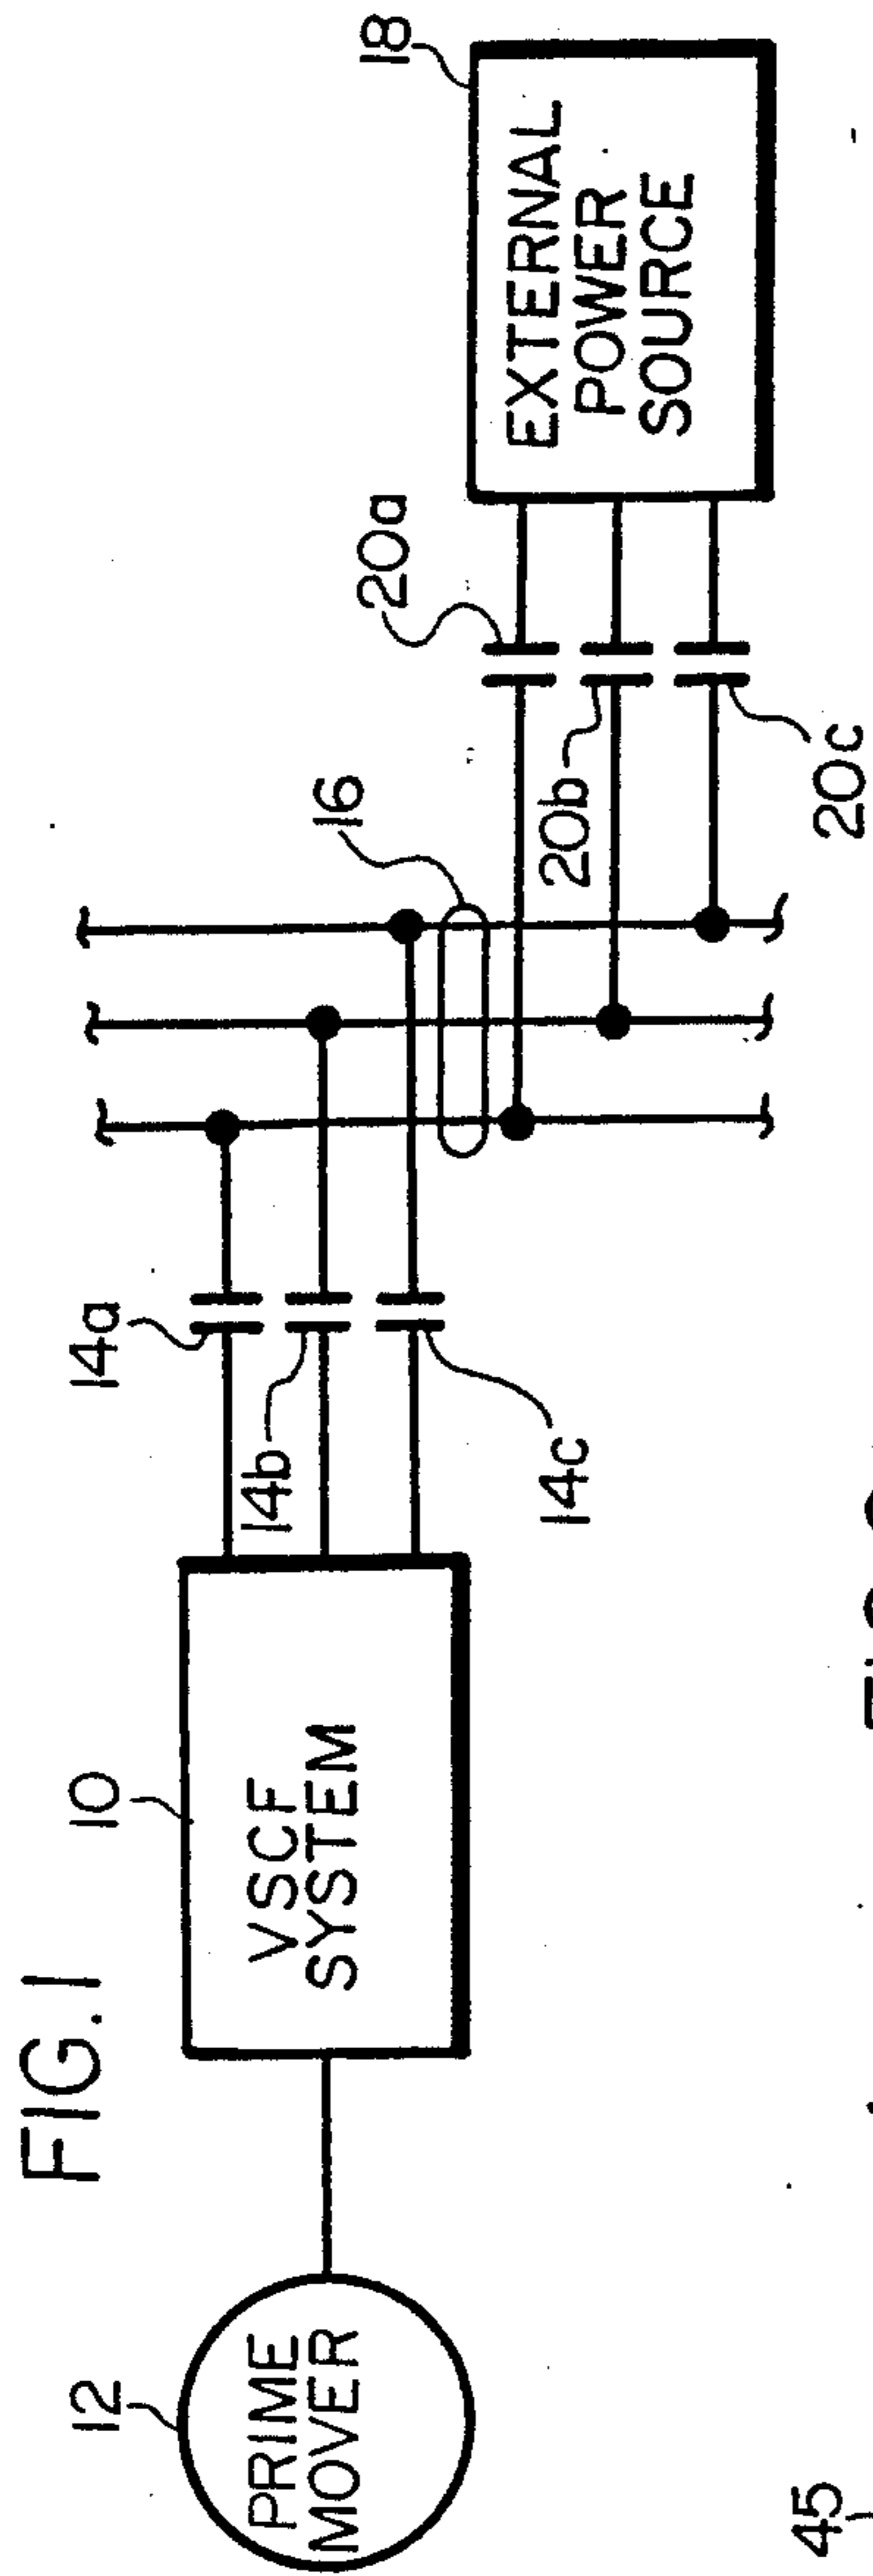 FIG. 1
12
PRIME
MOVER
10
VSCF
SYSTEM
14a
14b
14c
16
20a
20b
20c
18
EXTERNAL
POWER
SOURCE
45